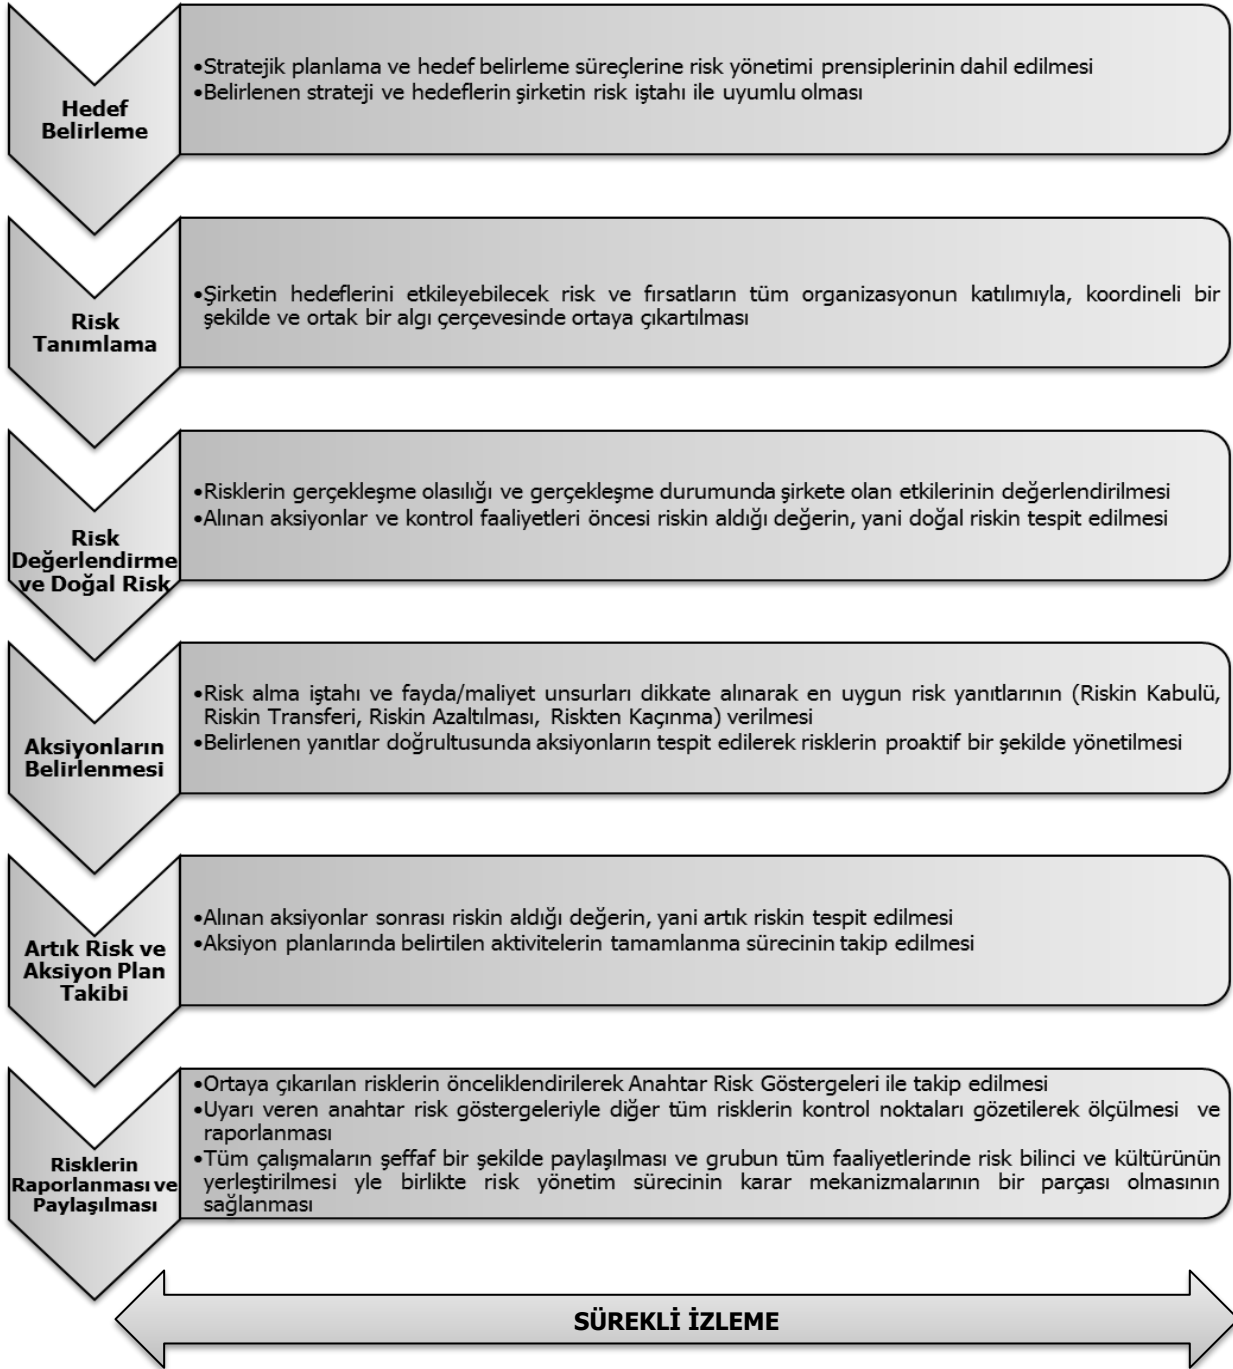 Hedef
Belirleme
•Stratejik planlama ve hedef belirleme süreçlerine risk yönetimi prensiplerinin dahil edilmesi
•Belirlenen strateji ve hedeflerin şirketin risk iştahı ile uyumlu olması
Risk
Tanımlama
•Şirketin hedeflerini etkileyebilecek risk ve fırsatların tüm organizasyonun katılımıyla, koordineli bir
şekilde ve ortak bir algı çerçevesinde ortaya çıkartılması
Risk
Değerlendirme
ve Doğal Risk
•Risklerin gerçekleşme olasılığı ve gerçekleşme durumunda şirkete olan etkilerinin değerlendirilmesi
•Alınan aksiyonlar ve kontrol faaliyetleri öncesi riskin aldığı değerin, yani doğal riskin tespit edilmesi
Aksiyonların
Belirlenmesi
•Risk alma iştahı ve fayda/maliyet unsurları dikkate alınarak en uygun risk yanıtlarının (Riskin Kabulü,
Riskin Transferi, Riskin Azaltılması, Riskten Kaçınma) verilmesi
•Belirlenen yanıtlar doğrultusunda aksiyonların tespit edilerek risklerin proaktif bir şekilde yönetilmesi
Artık Risk ve
Aksiyon Plan
Takibi
•Alınan aksiyonlar sonrası riskin aldığı değerin, yani artık riskin tespit edilmesi
•Aksiyon planlarında belirtilen aktivitelerin tamamlanma sürecinin takip edilmesi
Risklerin
Raporlanması ve
Paylaşılması
•Ortaya çıkarılan risklerin önceliklendirilerek Anahtar Risk Göstergeleri ile takip edilmesi
•Uyarı veren anahtar risk göstergeleriyle diğer tüm risklerin kontrol noktaları gözetilerek ölçülmesi ve
raporlanması
•Tüm çalışmaların şeffaf bir şekilde paylaşılması ve grubun tüm faaliyetlerinde risk bilinci ve kültürünün
yerleştirilmesi yle birlikte risk yönetim sürecinin karar mekanizmalarının bir parçası olmasının
sağlanması
SÜREKLİ İZLEME